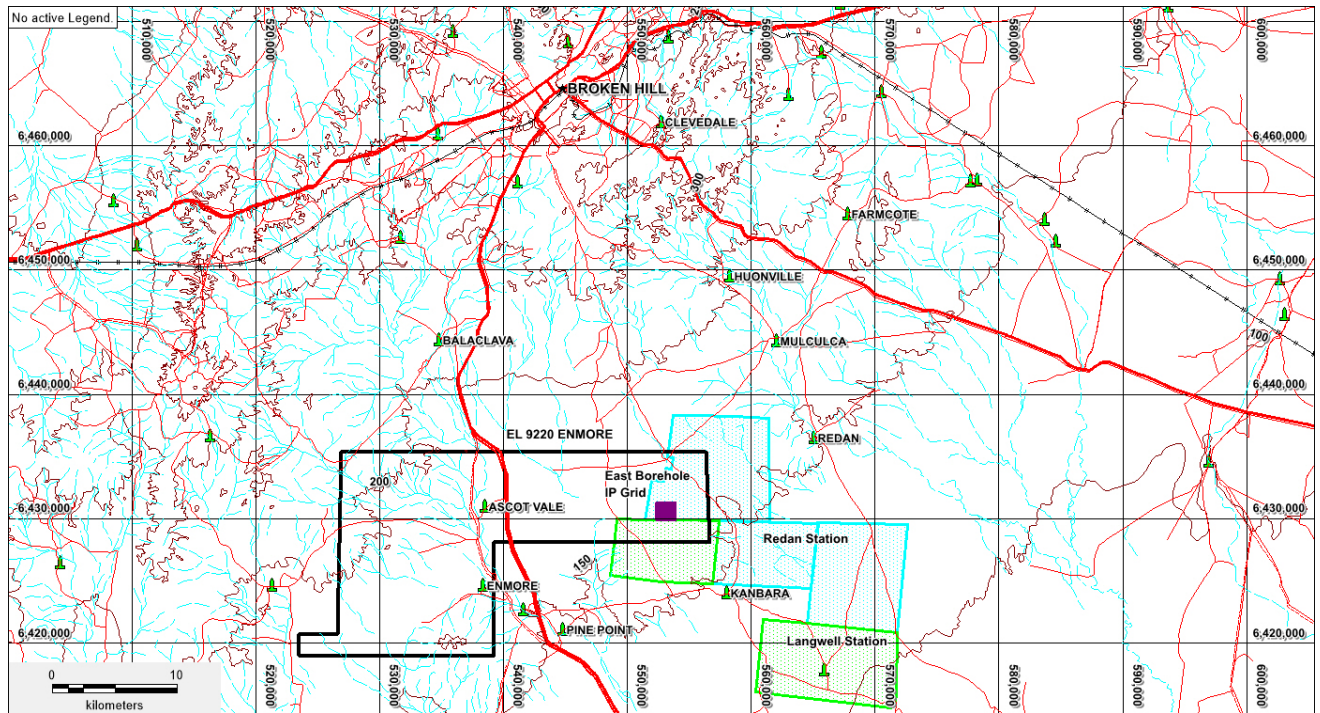 No active Legend.
510,000
520,000
530,000
540,000
550,000
560,000
570,000
580,000
590,000
600,000
BROKEN HILL
CLEVEDALE
6,460,000
6,460,000
300
FARMCOTE
6,450,000
6,450,000
HUONVILLE
BALACLAVA
MULCULCA
100
6,440,000
6,440,000
EL 9220 ENMORE
REDAN
200
East Borehole
IP Grid
6,430,000
ASCOT VALE
6,430,000
Redan Station
150
ENMORE
KANBARA
6,420,000
PINE POINT
Langwell Station
6,420,000
0 10
kilometers
520,000
530,000
540,000
550,000
560,000
570,000
580,000
590,000
600,000